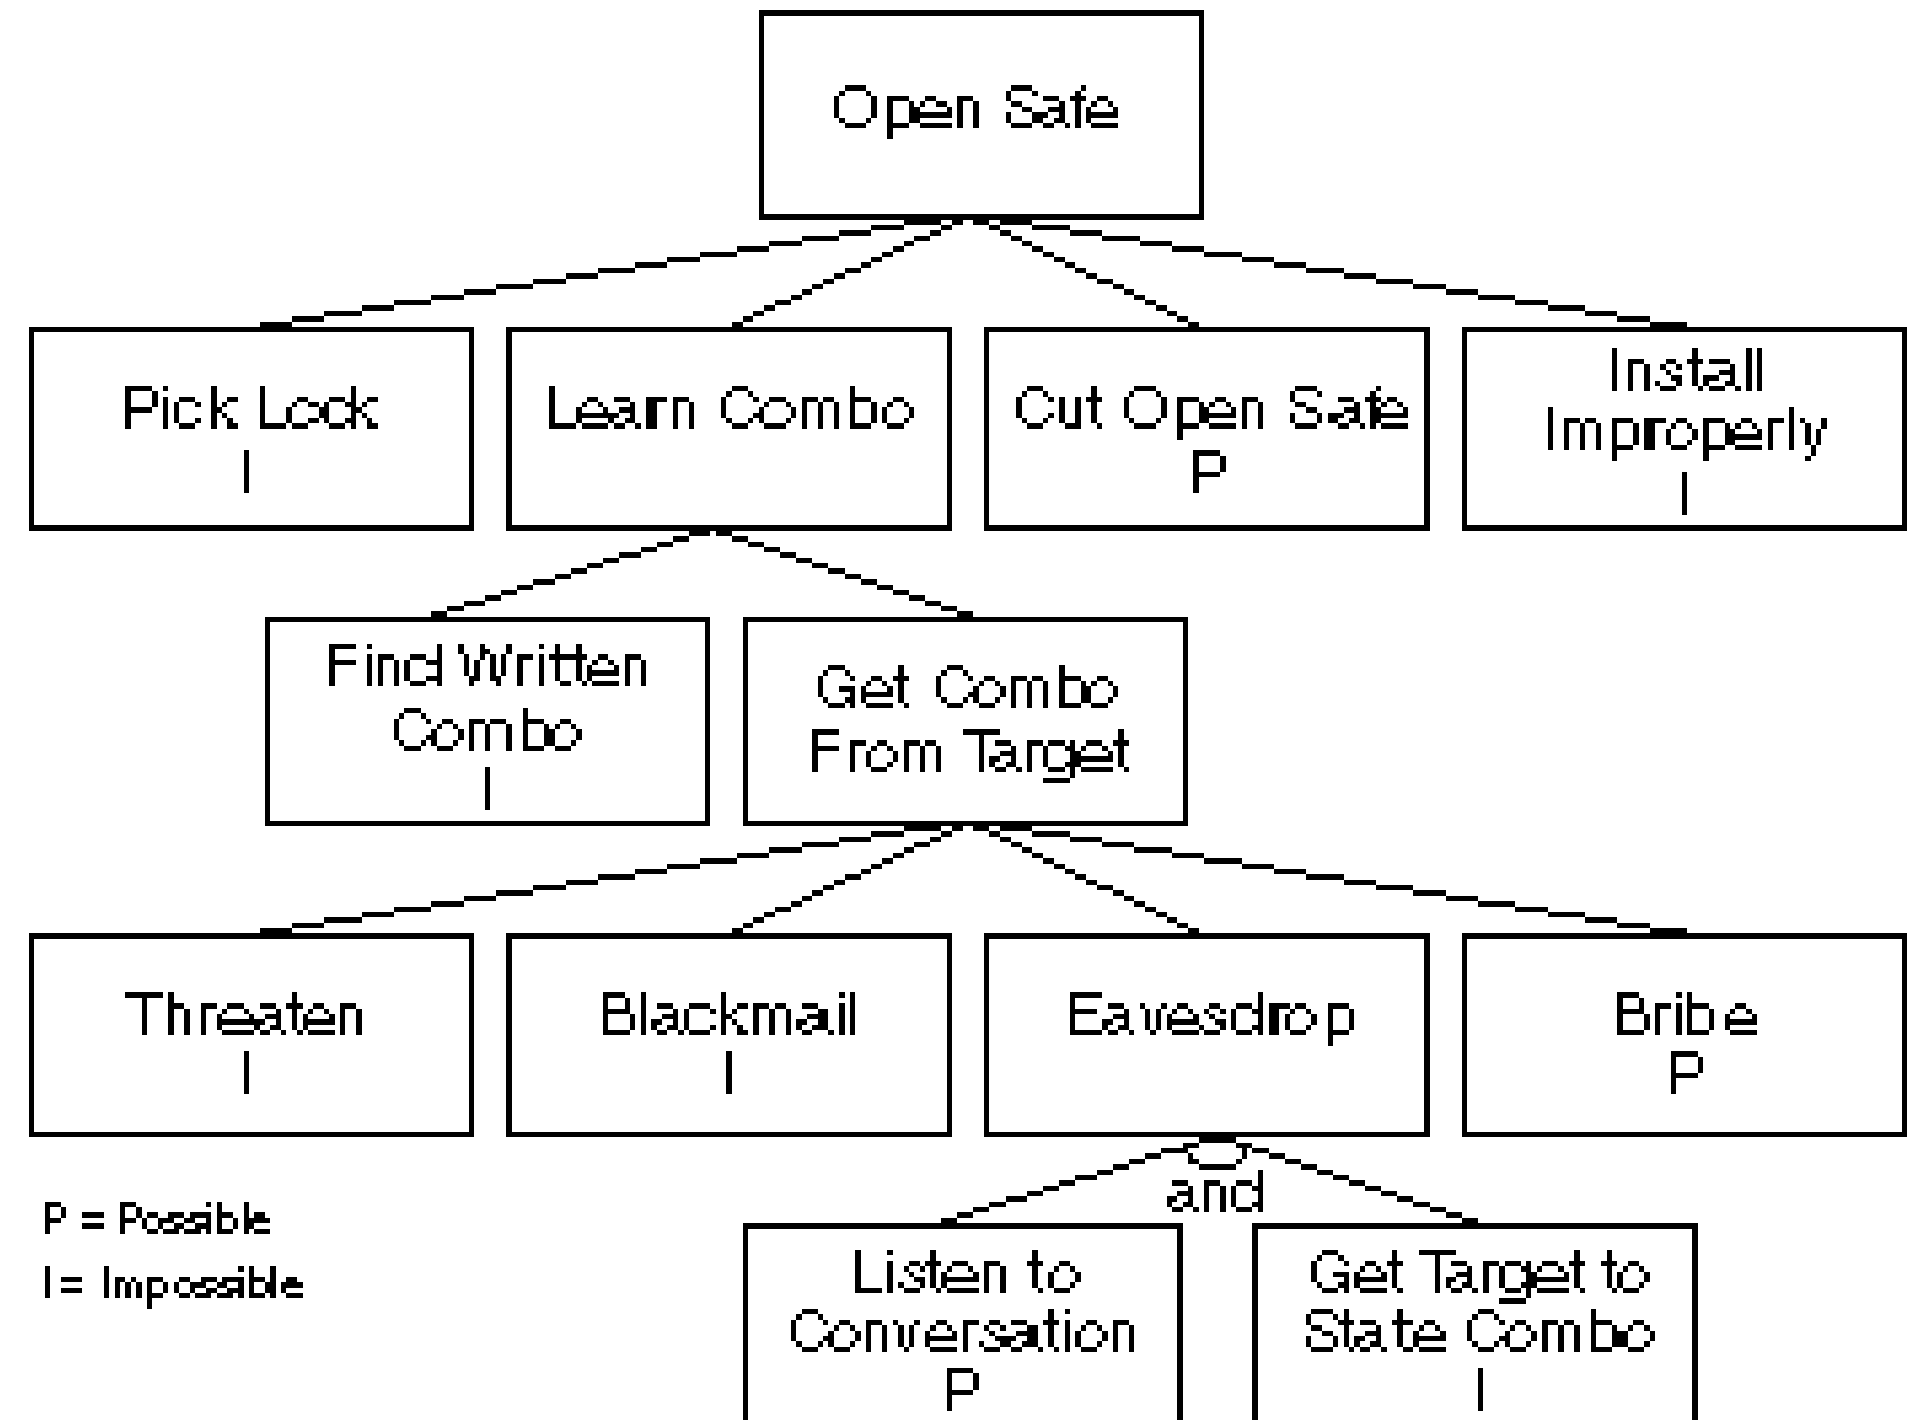 Open Safe
Pick Lock
I
Learn Combo
Cut Open Safe
P
Install
Improperly
I
Find Written
Combo
I
Get Combo
From Target
Threaten
I
Blackmail
I
Eavesdrop
Bribe
P
and
P = Possible
I = Impossible
Listen to
Conversation
P
Get Target to
State Combo
I